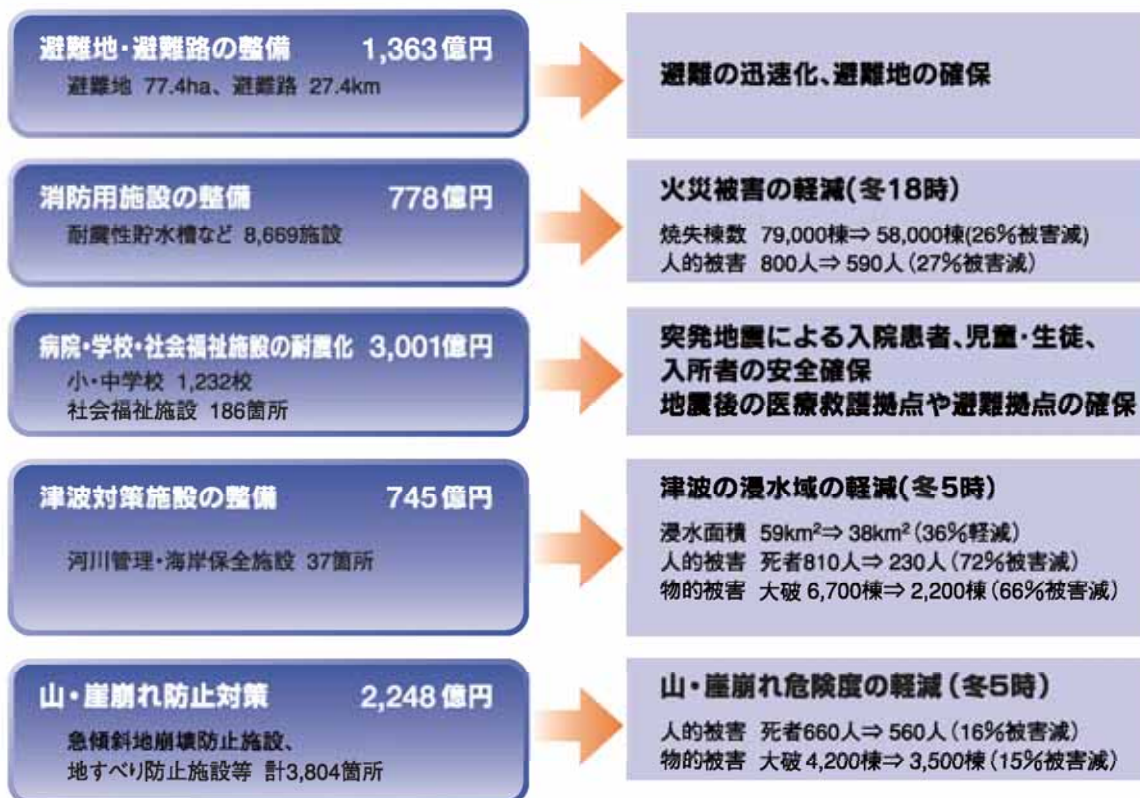 避難地・避難路の整備 1,363億円
避難地 77.4ha、避難路 27.4km
避難の迅速化、避難地の確保
消防用施設の整備 778億円
耐震性貯水槽など 8,669施設
火災被害の軽減(冬18時)
焼失棟数 79,000棟⇒58,000棟(26%被害減)
人的被害 800人⇒590人(27%被害減)
病院・学校・社会福祉施設の耐震化 3,001億円
小・中学校 1,232校
社会福祉施設 186箇所
突発地震による入院患者、児童・生徒、
入所者の安全確保
地震後の医療救護拠点や避難拠点の確保
津波対策施設の整備 745億円
河川管理・海岸保全施設 37箇所
津波の浸水域の軽減(冬5時)
浸水面積 59km²⇒38km²(36%軽減)
人的被害 死者810人⇒230人(72%被害減)
物的被害 大破 6,700棟⇒2,200棟(66%被害減)
山・崖崩れ防止対策 2,248億円
急傾斜地崩壊防止施設、
地すべり防止施設等 計3,804箇所
山・崖崩れ危険度の軽減(冬5時)
人的被害 死者660人⇒560人(16%被害減)
物的被害 大破 4,200棟⇒3,500棟(15%被害減)